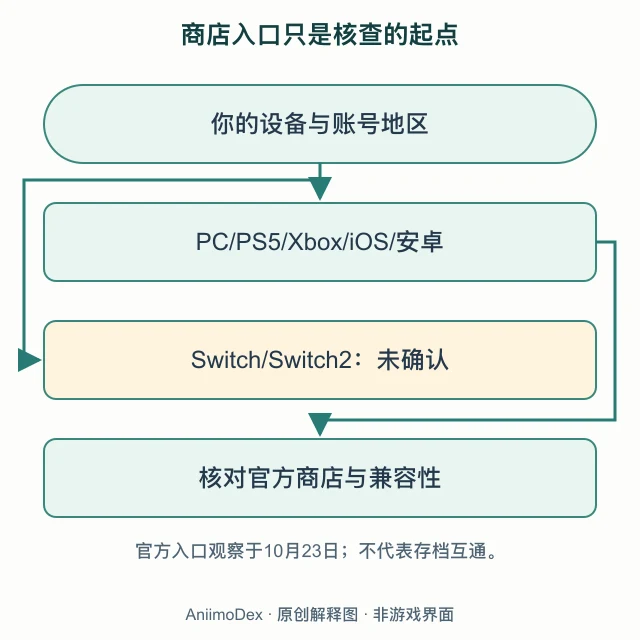 商店入口只是核查的起点
你的设备与账号地区
PC/PS5/Xbox/iOS/安卓
Switch/Switch2：未确认
核对官方商店与兼容性
官方入口观察于10月23日；不代表存档互通。
AniimoDex · 原创解释图 · 非游戏界面